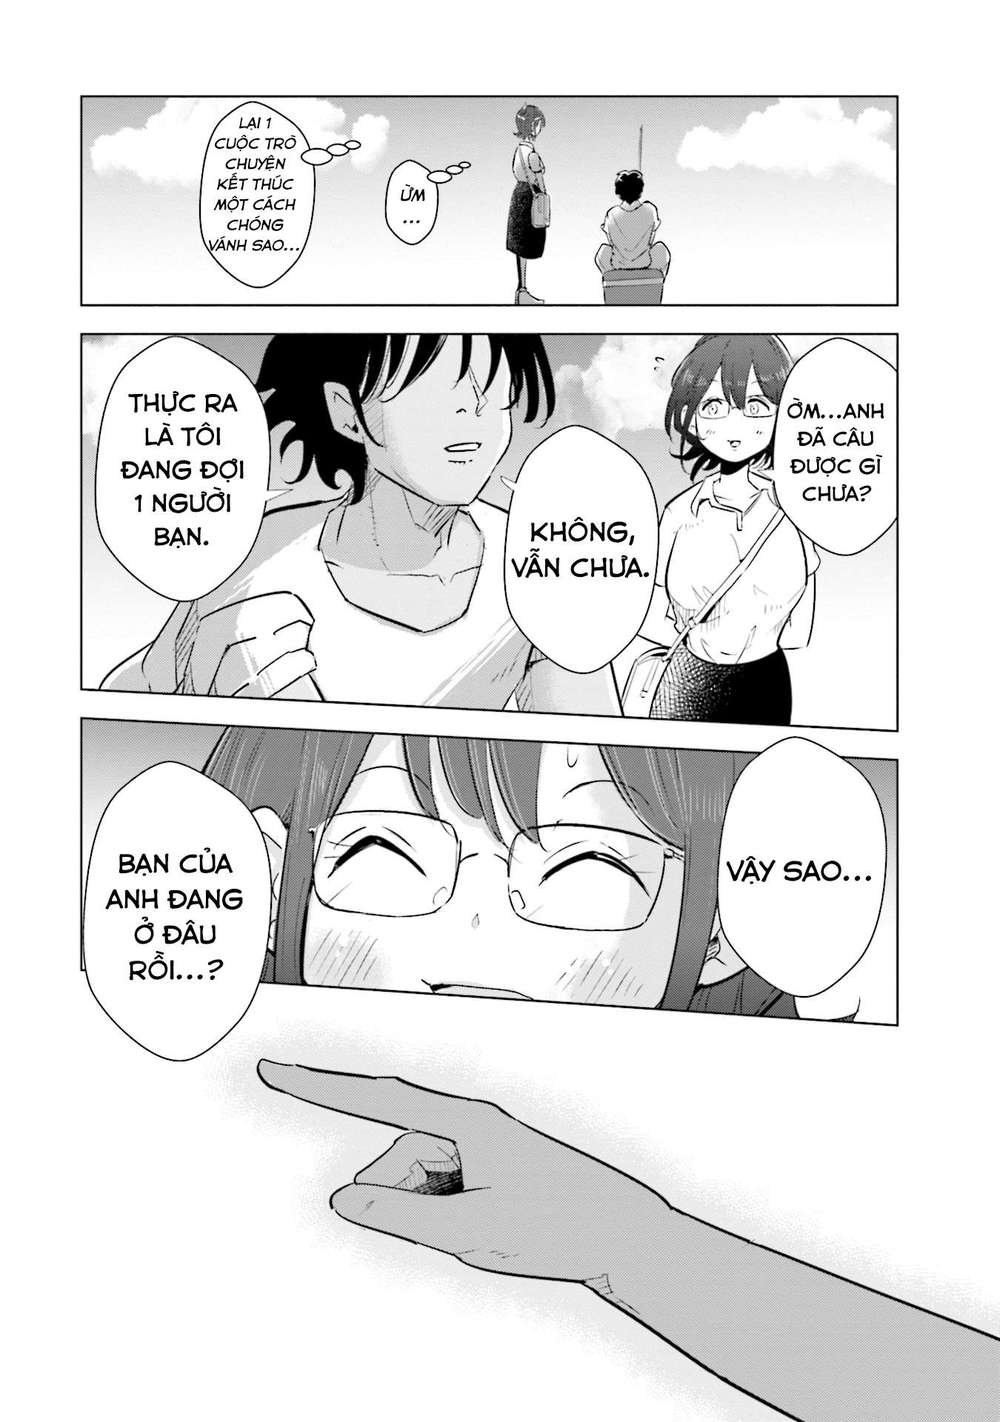 ỪM
...
LẠI 1
CUỘC TRÒ
CHUYỆN
KẾT THÚC
MỘT CÁCH
CHÓNG
VÁNH SAO...
ỜM...ANH
ĐÃ CÂU
ĐƯỢC GÌ
CHƯA?
KHÔNG,
VẪN CHƯA.
THỰC RA
LÀ TÔI
ĐANG ĐỢI
1 NGƯỜI
BẠN.
VẬY SAO...
BẠN CỦA
ANH ĐANG
Ở ĐÂU
RỒI...?